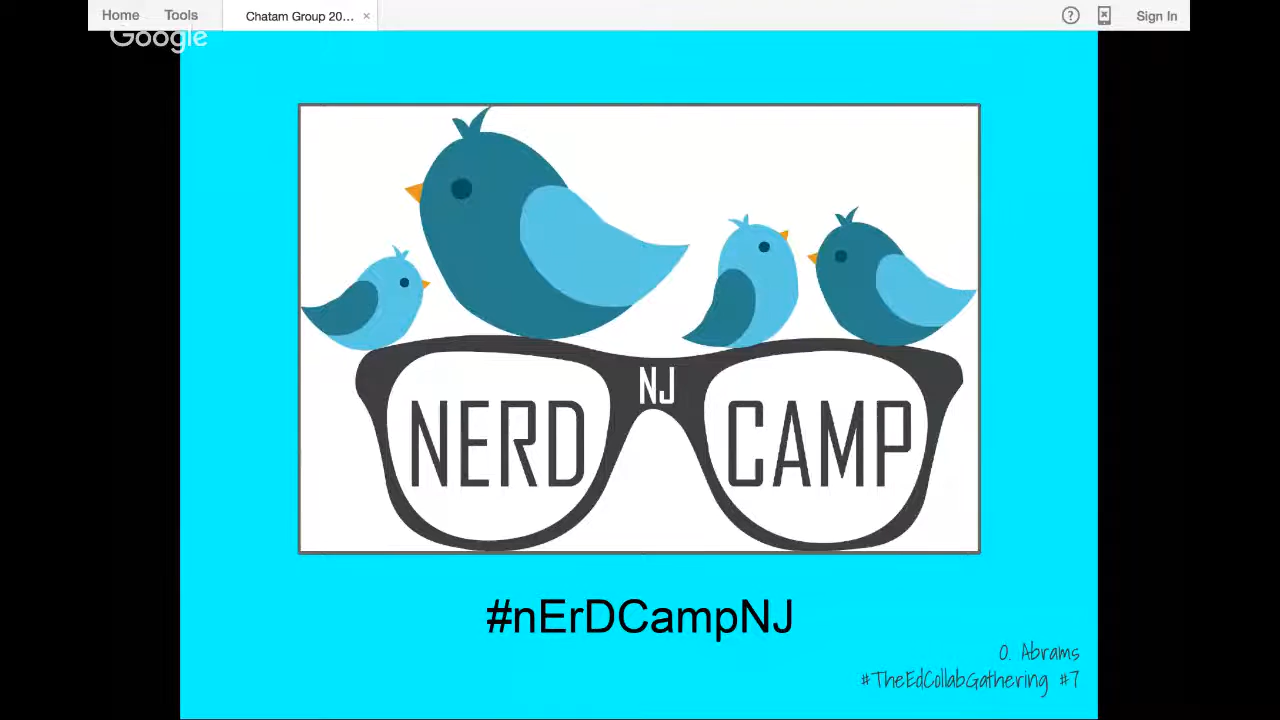 Home Tools Chatam Group 20... × Sign In
Google
NERD NJ CAMP
#nErDCampNJ
O. Abrams
#TheEdCollabGathering #7